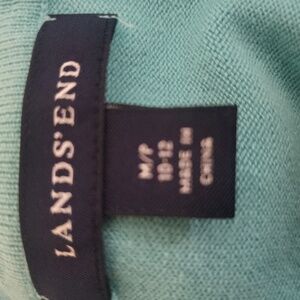 LANDS' END
M/P
10-12
MADE IN
CHINA